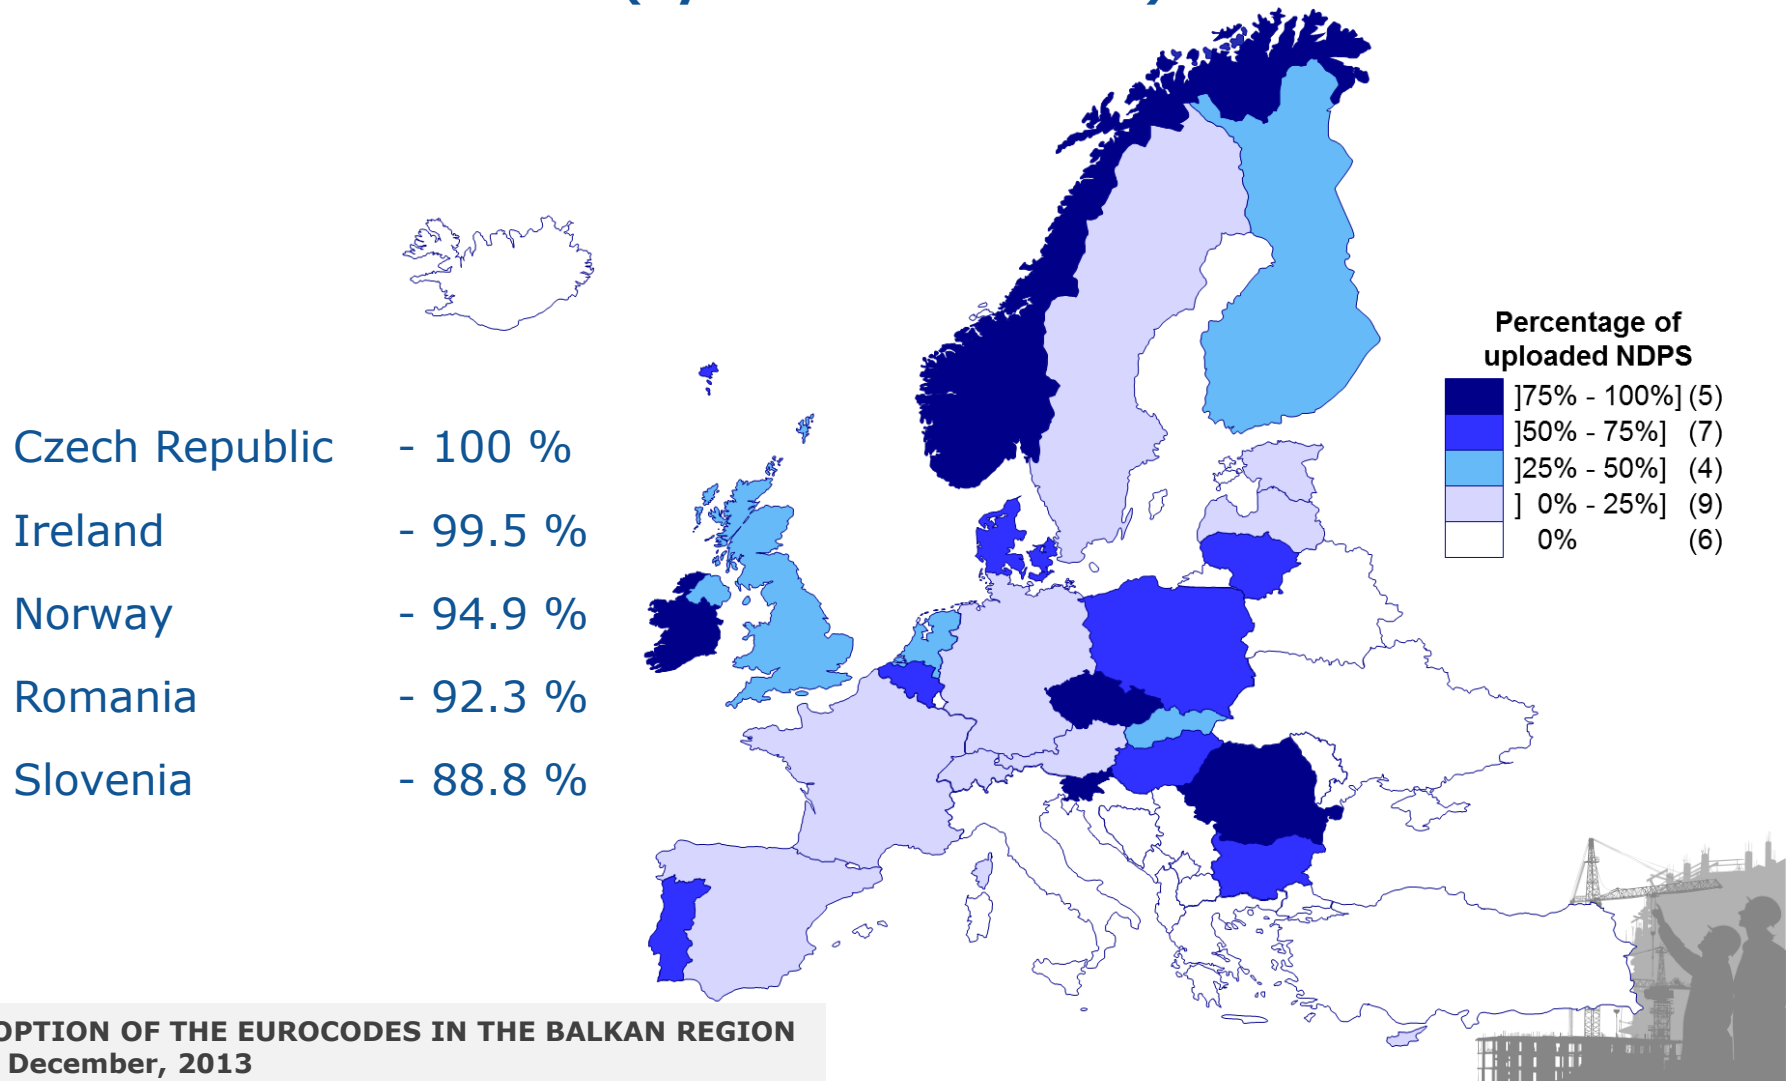 Czech Republic - 100 %
Ireland - 99.5 %
Norway - 94.9 %
Romania - 92.3 %
Slovenia - 88.8 %
Percentage of
uploaded NDPS
]75% - 100%] (5)
]50% - 75%] (7)
]25% - 50%] (4)
] 0% - 25%] (9)
0% (6)
OPTION OF THE EUROCODES IN THE BALKAN REGION
December, 2013